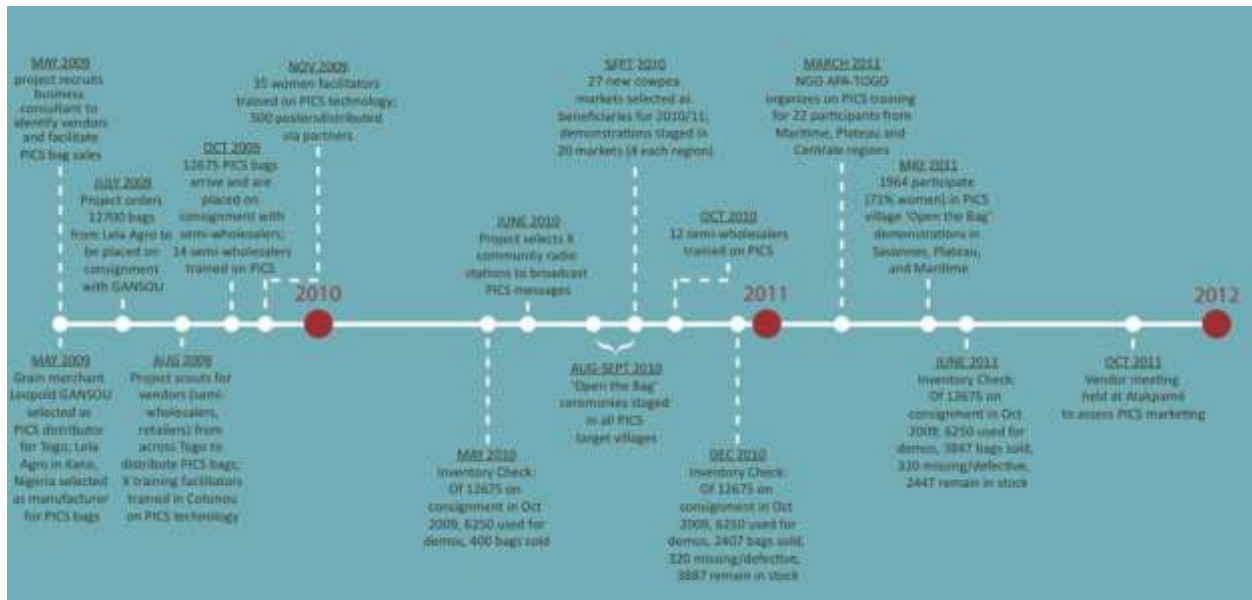 MAY 2009
project recruits
business
consultant to
identify vendors
and facilitate
PICS bag sales
JULY 2009
Project orders
12700 bags
from Lela Agro to
be placed on
consignment
with GANSOU
OCT 2009
12675 PICS bags
arrive and are
placed on
consignment with
semi-wholesalers;
14 semi-wholesalers
trained on PICS
NOV 2009
35 women facilitators
trained on PICS technology;
500 postersdistributed
via partners
JUNE 2010
Project selects 8
community radio
stations to broadcast
PICS messages
SEPT 2010
27 new cowpea
markets selected as
beneficiaries for 2010/11;
demonstrations staged in
20 markets (4 each region)
OCT 2010
12 semi-wholesalers
trained on PICS
MARCH 2011
NGO APA-TOGO
organizes on PICS training
for 22 participants from
Maritime, Plateau and
Centrale regions
MAY 2011
1964 participate
(71% women) in PICS
village 'Open the Bag'
demonstrations in
Savannes, Plateau,
and Maritime
2010
2011
2012
MAY 2009
Grain merchant
Leopold GANSOU
selected as
PICS distributor
for Togo; Lela
Agro in Kano,
Nigeria selected
as manufacturer
for PICS bags
AUG 2009
Project scouts for
vendors (semi-
wholesalers,
retailers) from
across Togo to
distribute PICS bags;
X training facilitators
trained in Cotonou
on PICS technology
MAY 2010
Inventory Check:
Of 12675 on
consignment in Oct
2009, 6250 used for
demos, 400 bags sold
AUG-SEPT 2010
'Open the Bag'
ceremonies staged
in all PICS
target villages
DEC 2010
Inventory Check:
Of 12675 on
consignment in Oct
2009, 6250 used for
demos, 2407 bags sold,
320 missing/defective,
3887 remain in stock
JUNE 2011
Inventory Check:
Of 12675 on
consignment in Oct
2009, 6250 used for
demos, 3847 bags sold,
320 missing/defective,
2447 remain in stock
OCT 2011
Vendor meeting
held at Atakpamé
to assess PICS marketing